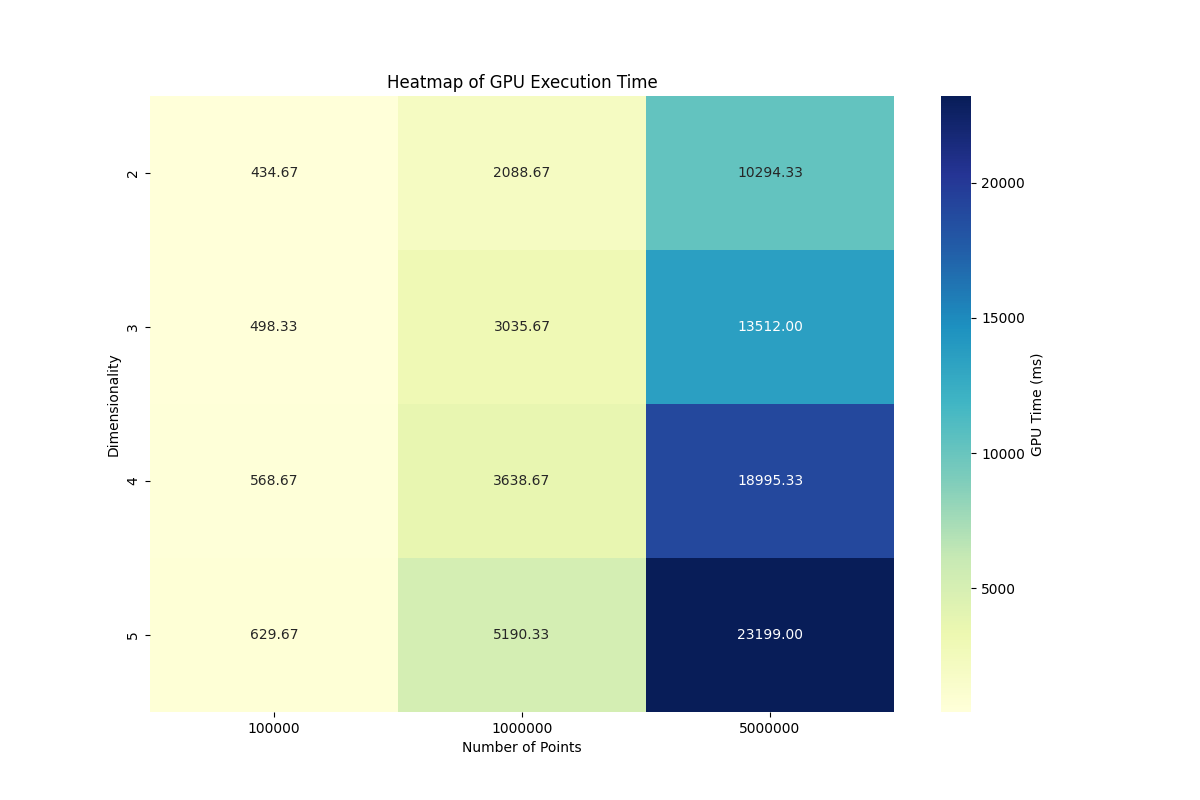 Heatmap of GPU Execution Time
2 434.67 2088.67 10294.33
3 498.33 3035.67 13512.00
4 568.67 3638.67 18995.33
5 629.67 5190.33 23199.00
Dimensionality
100000 1000000 5000000
Number of Points
20000
15000
10000
5000
GPU Time (ms)